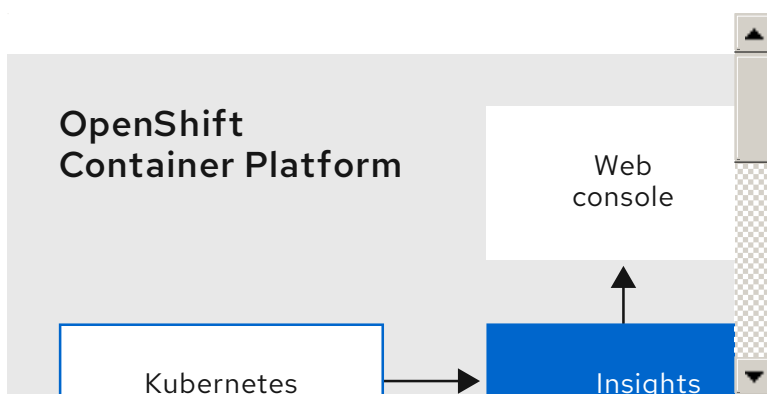 OpenShift
Container Platform
Web
console
Kubernetes
Insights